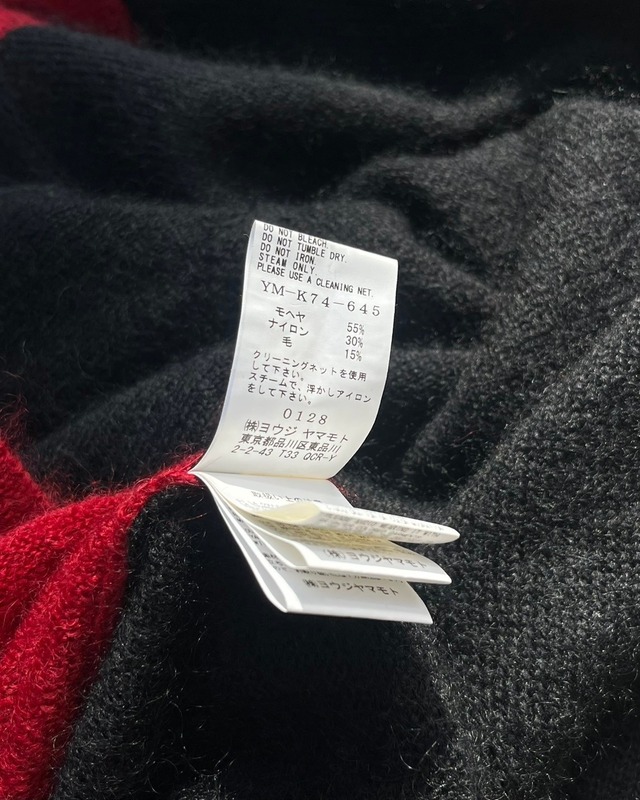 DO NOT BLEACH.
DO NOT TUMBLE DRY.
DO NOT IRON.
STEAM ONLY
PLEASE USE A CLEANING NET.
YM-K74-645
モヘヤ 55%
ナイロン 30%
毛 15%
クリーニングネットを使用
して下さい。
スチームで、浮かしアイロン
をして下さい。
0128
㈱ヨウジ ヤマモト
東京都品川区東品川
2-2-43 T33 OCR-Y
取扱い上の
㈱ヨウジヤマモト
㈱ヨウジヤマモト